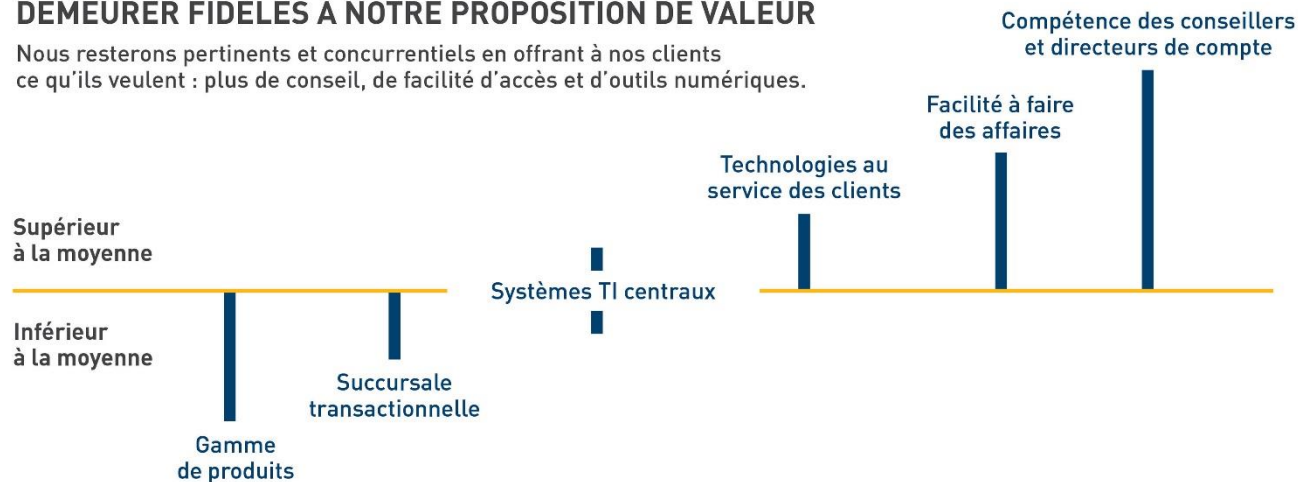 DEMEURER FIDÈLES À NOTRE PROPOSITION DE VALEUR
Nous resterons pertinents et concurrentiels en offrant à nos clients
ce qu'ils veulent : plus de conseil, de facilité d'accès et d'outils numériques.
Compétence des conseillers
et directeurs de compte
Facilité à faire
des affaires
Technologies au
service des clients
Supérieur
à la moyenne
Systèmes TI centraux
Inférieur
à la moyenne
Succursale
transactionnelle
Gamme
de produits